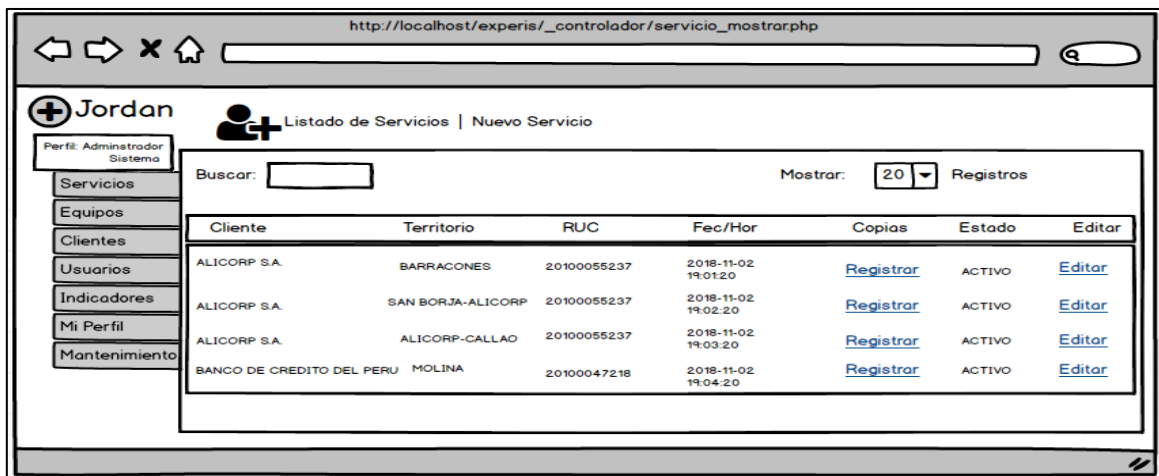 http://localhost/experis/_controlador/servicio_mostrar.php
Jordan
Perfil: Adminstrador
Sistema
Servicios
Equipos
Clientes
Usuarios
Indicadores
Mi Perfil
Mantenimiento
Listado de Servicios | Nuevo Servicio
Buscar:
Mostrar: 20 Registros
Cliente Territorio RUC Fec/Hor Copias Estado Editar
ALICORP S.A. BARRACONES 20100055237 2018-11-02 19:01:20 Registrar ACTIVO Editar
ALICORP S.A. SAN BORJA-ALICORP 20100055237 2018-11-02 19:02:20 Registrar ACTIVO Editar
ALICORP S.A. ALICORP-CALLAO 20100055237 2018-11-02 19:03:20 Registrar ACTIVO Editar
BANCO DE CREDITO DEL PERU MOLINA 20100047218 2018-11-02 19:04:20 Registrar ACTIVO Editar